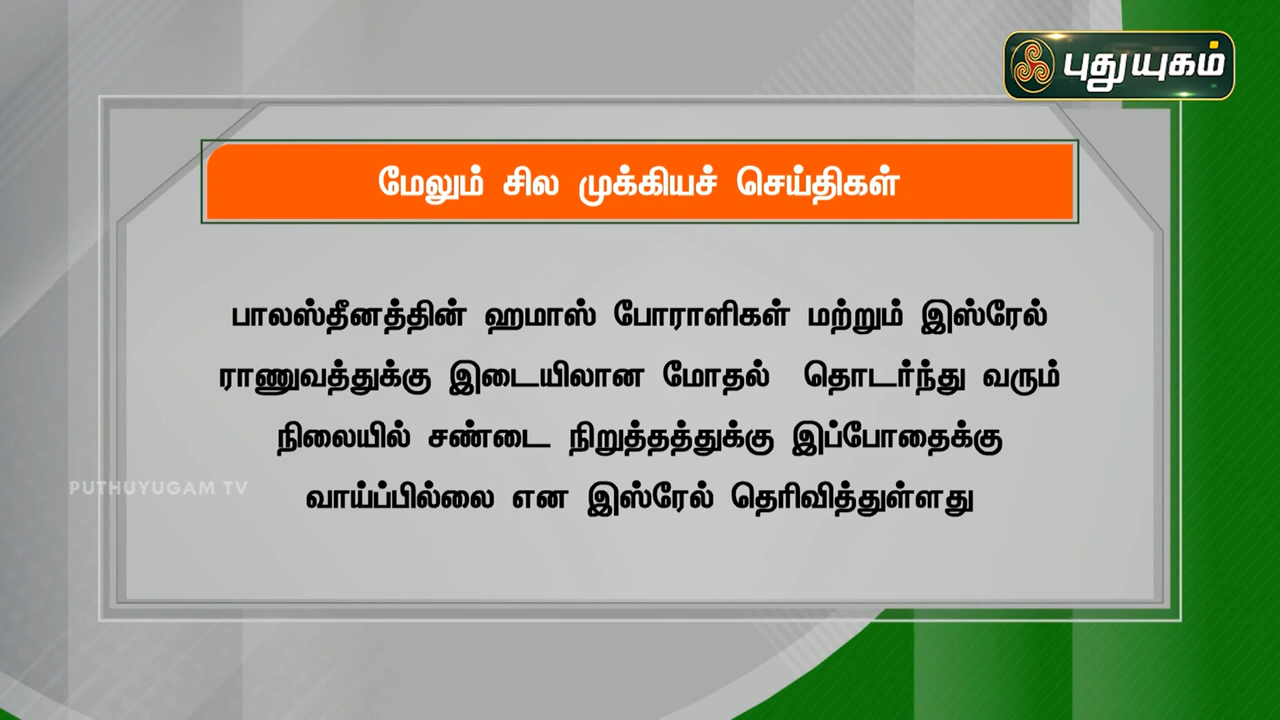 புதுயுகம்
மேலும் சில முக்கியச் செய்திகள்
பாலஸ்தீனத்தின் ஹமாஸ் போராளிகள் மற்றும் இஸ்ரேல்
ராணுவத்துக்கு இடையிலான மோதல் தொடர்ந்து வரும்
நிலையில் சண்டை நிறுத்தத்துக்கு இப்போதைக்கு
வாய்ப்பில்லை என இஸ்ரேல் தெரிவித்துள்ளது
PUTHUYUGAM TV